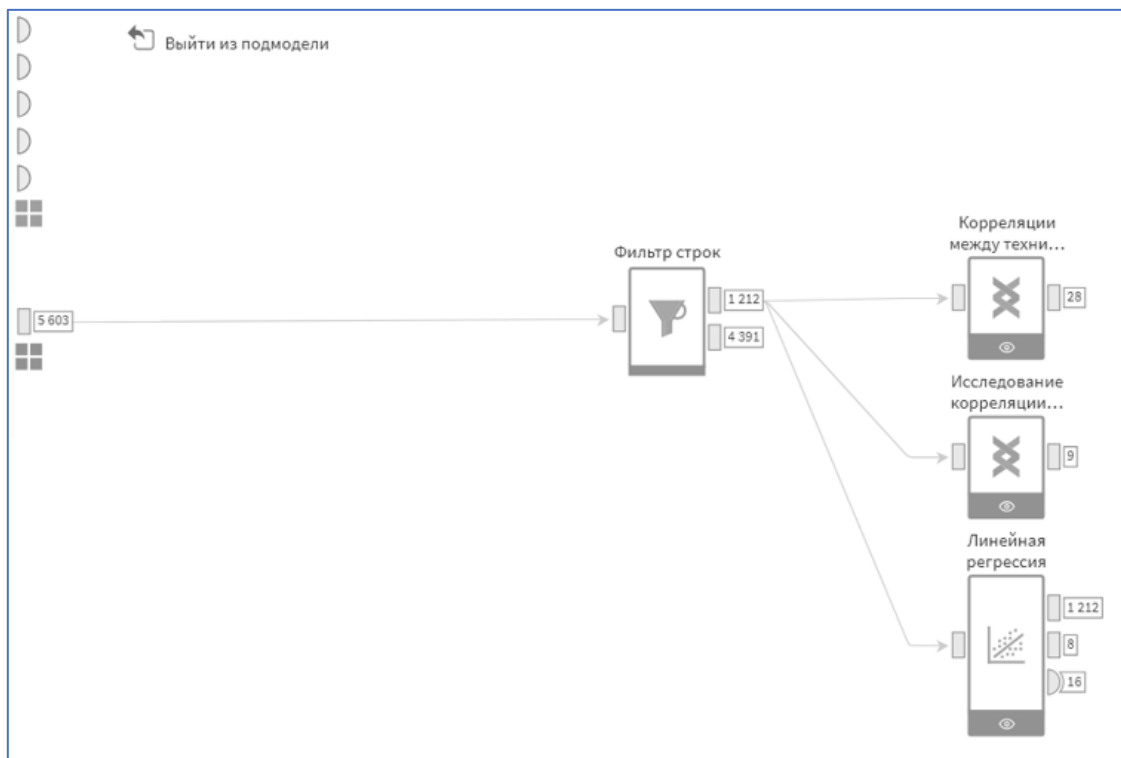 Выйти из подмодели
Корреляции
между техни...
Фильтр строк
1 212
28
5 603
4 391
Исследование
корреляции...
9
Линейная
регрессия
1 212
8
16